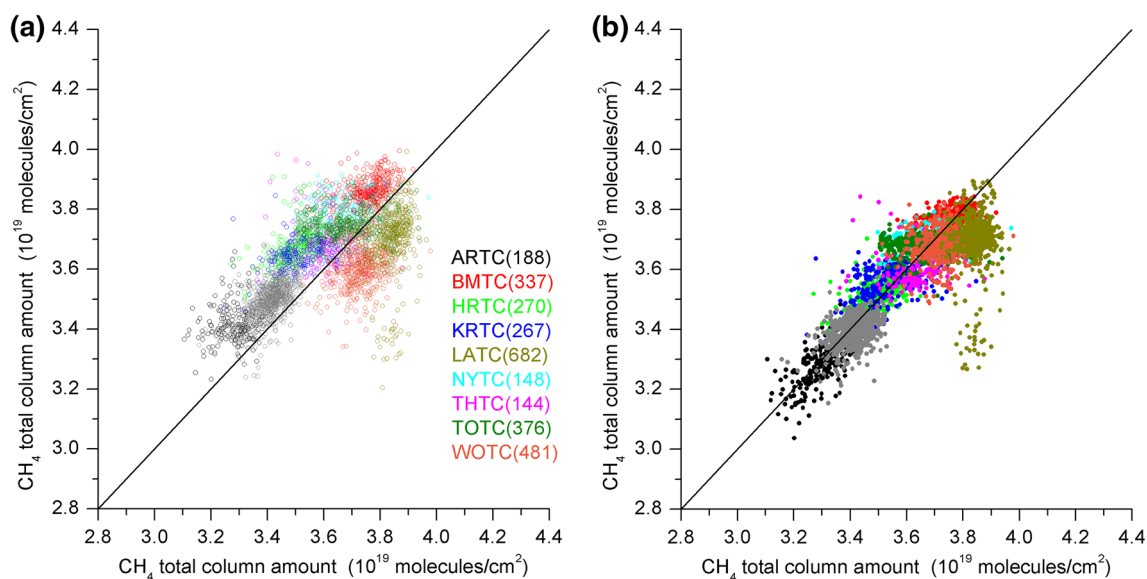 (a)
4.4
4.2
4.0
3.8
3.6
3.4
3.2
3.0
2.8
CH4 total column amount (10^19 molecules/cm^2)
2.8 3.0 3.2 3.4 3.6 3.8 4.0 4.2 4.4
CH4 total column amount (10^19 molecules/cm^2)
ARTC(188)
BMTC(337)
HRTC(270)
KRTC(267)
LATC(682)
NYTC(148)
THTC(144)
TOTC(376)
WOTC(481)
(b)
4.4
4.2
4.0
3.8
3.6
3.4
3.2
3.0
2.8
CH4 total column amount (10^19 molecules/cm^2)
2.8 3.0 3.2 3.4 3.6 3.8 4.0 4.2 4.4
CH4 total column amount (10^19 molecules/cm^2)